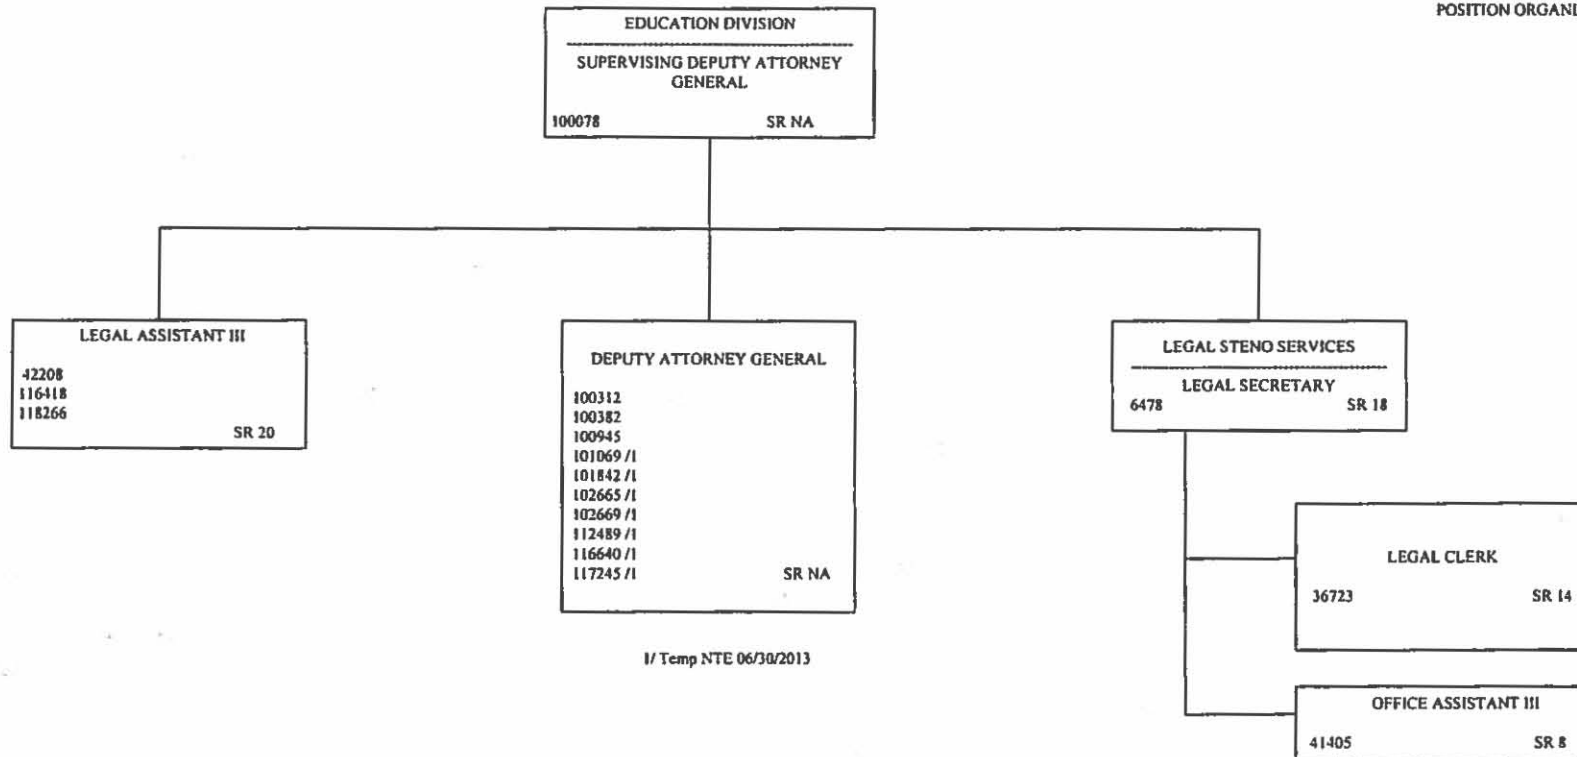 POSITION ORGANI
EDUCATION DIVISION
SUPERVISING DEPUTY ATTORNEY
GENERAL
100078 SR NA
LEGAL ASSISTANT III
42208
116418
118266
SR 20
DEPUTY ATTORNEY GENERAL
100312
100382
100945
101069 /1
101842 /1
102665 /1
102669 /1
112489 /1
116640 /1
117245 /1 SR NA
1/ Temp NTE 06/30/2013
LEGAL STENO SERVICES
LEGAL SECRETARY
6478 SR 18
LEGAL CLERK
36723 SR 14
OFFICE ASSISTANT III
41405 SR 8